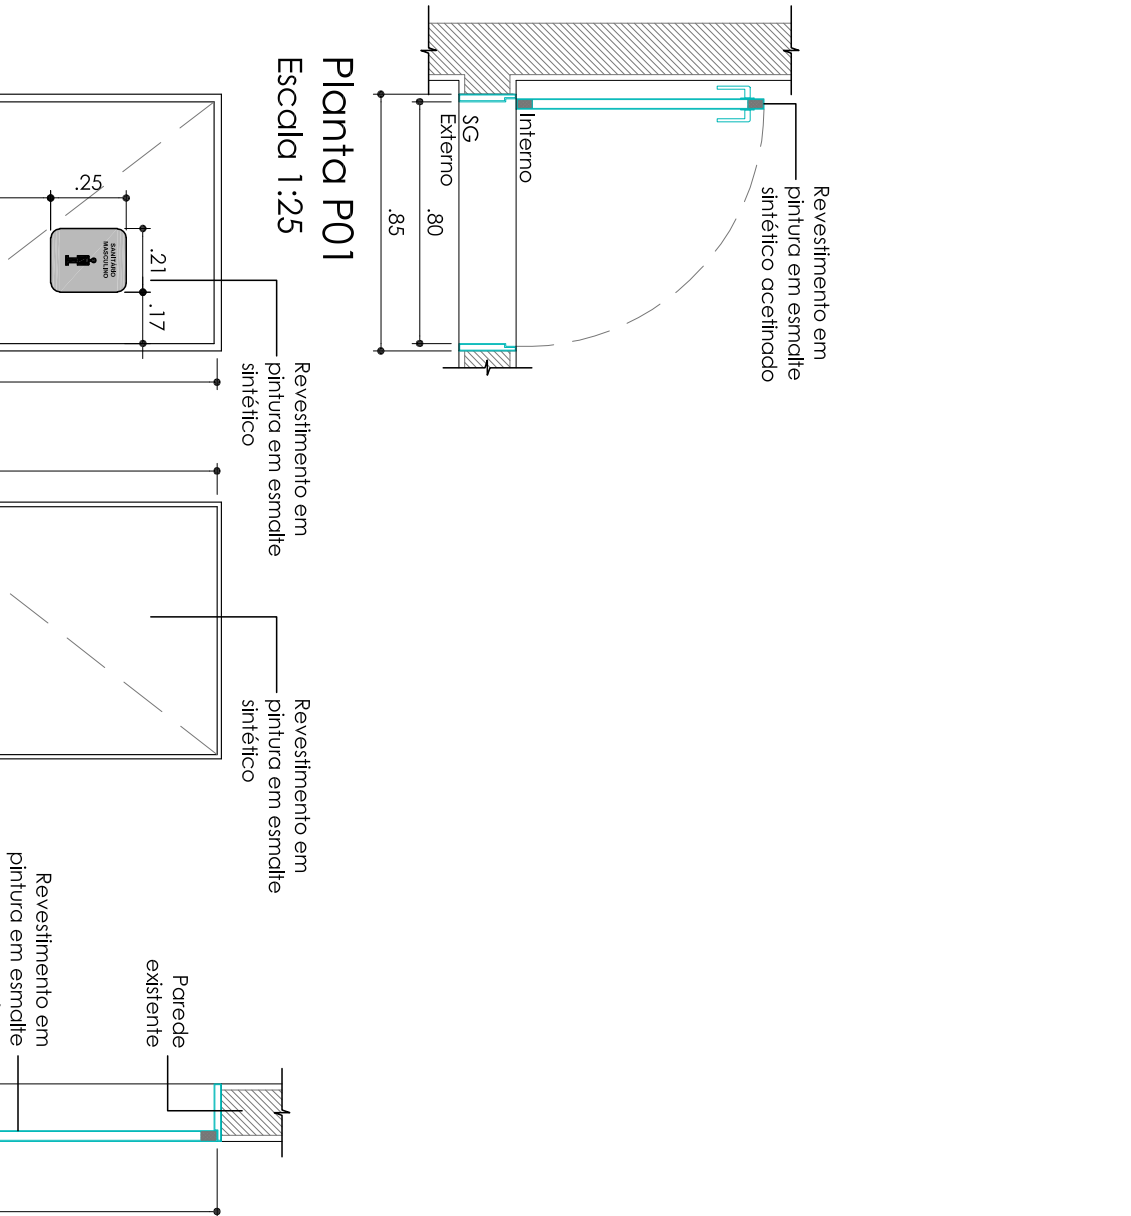 Revestimento em
pintura em esmalte
sintético acetinado
Interno
SG
Externo
.80
.85
Planta P01
Escala 1:25
.25
.21
.17
SANITÁRIO
MASCULINO
Revestimento em
pintura em esmalte
sintético
Revestimento em
pintura em esmalte
sintético
Parede
existente
Revestimento em
pintura em esmalte